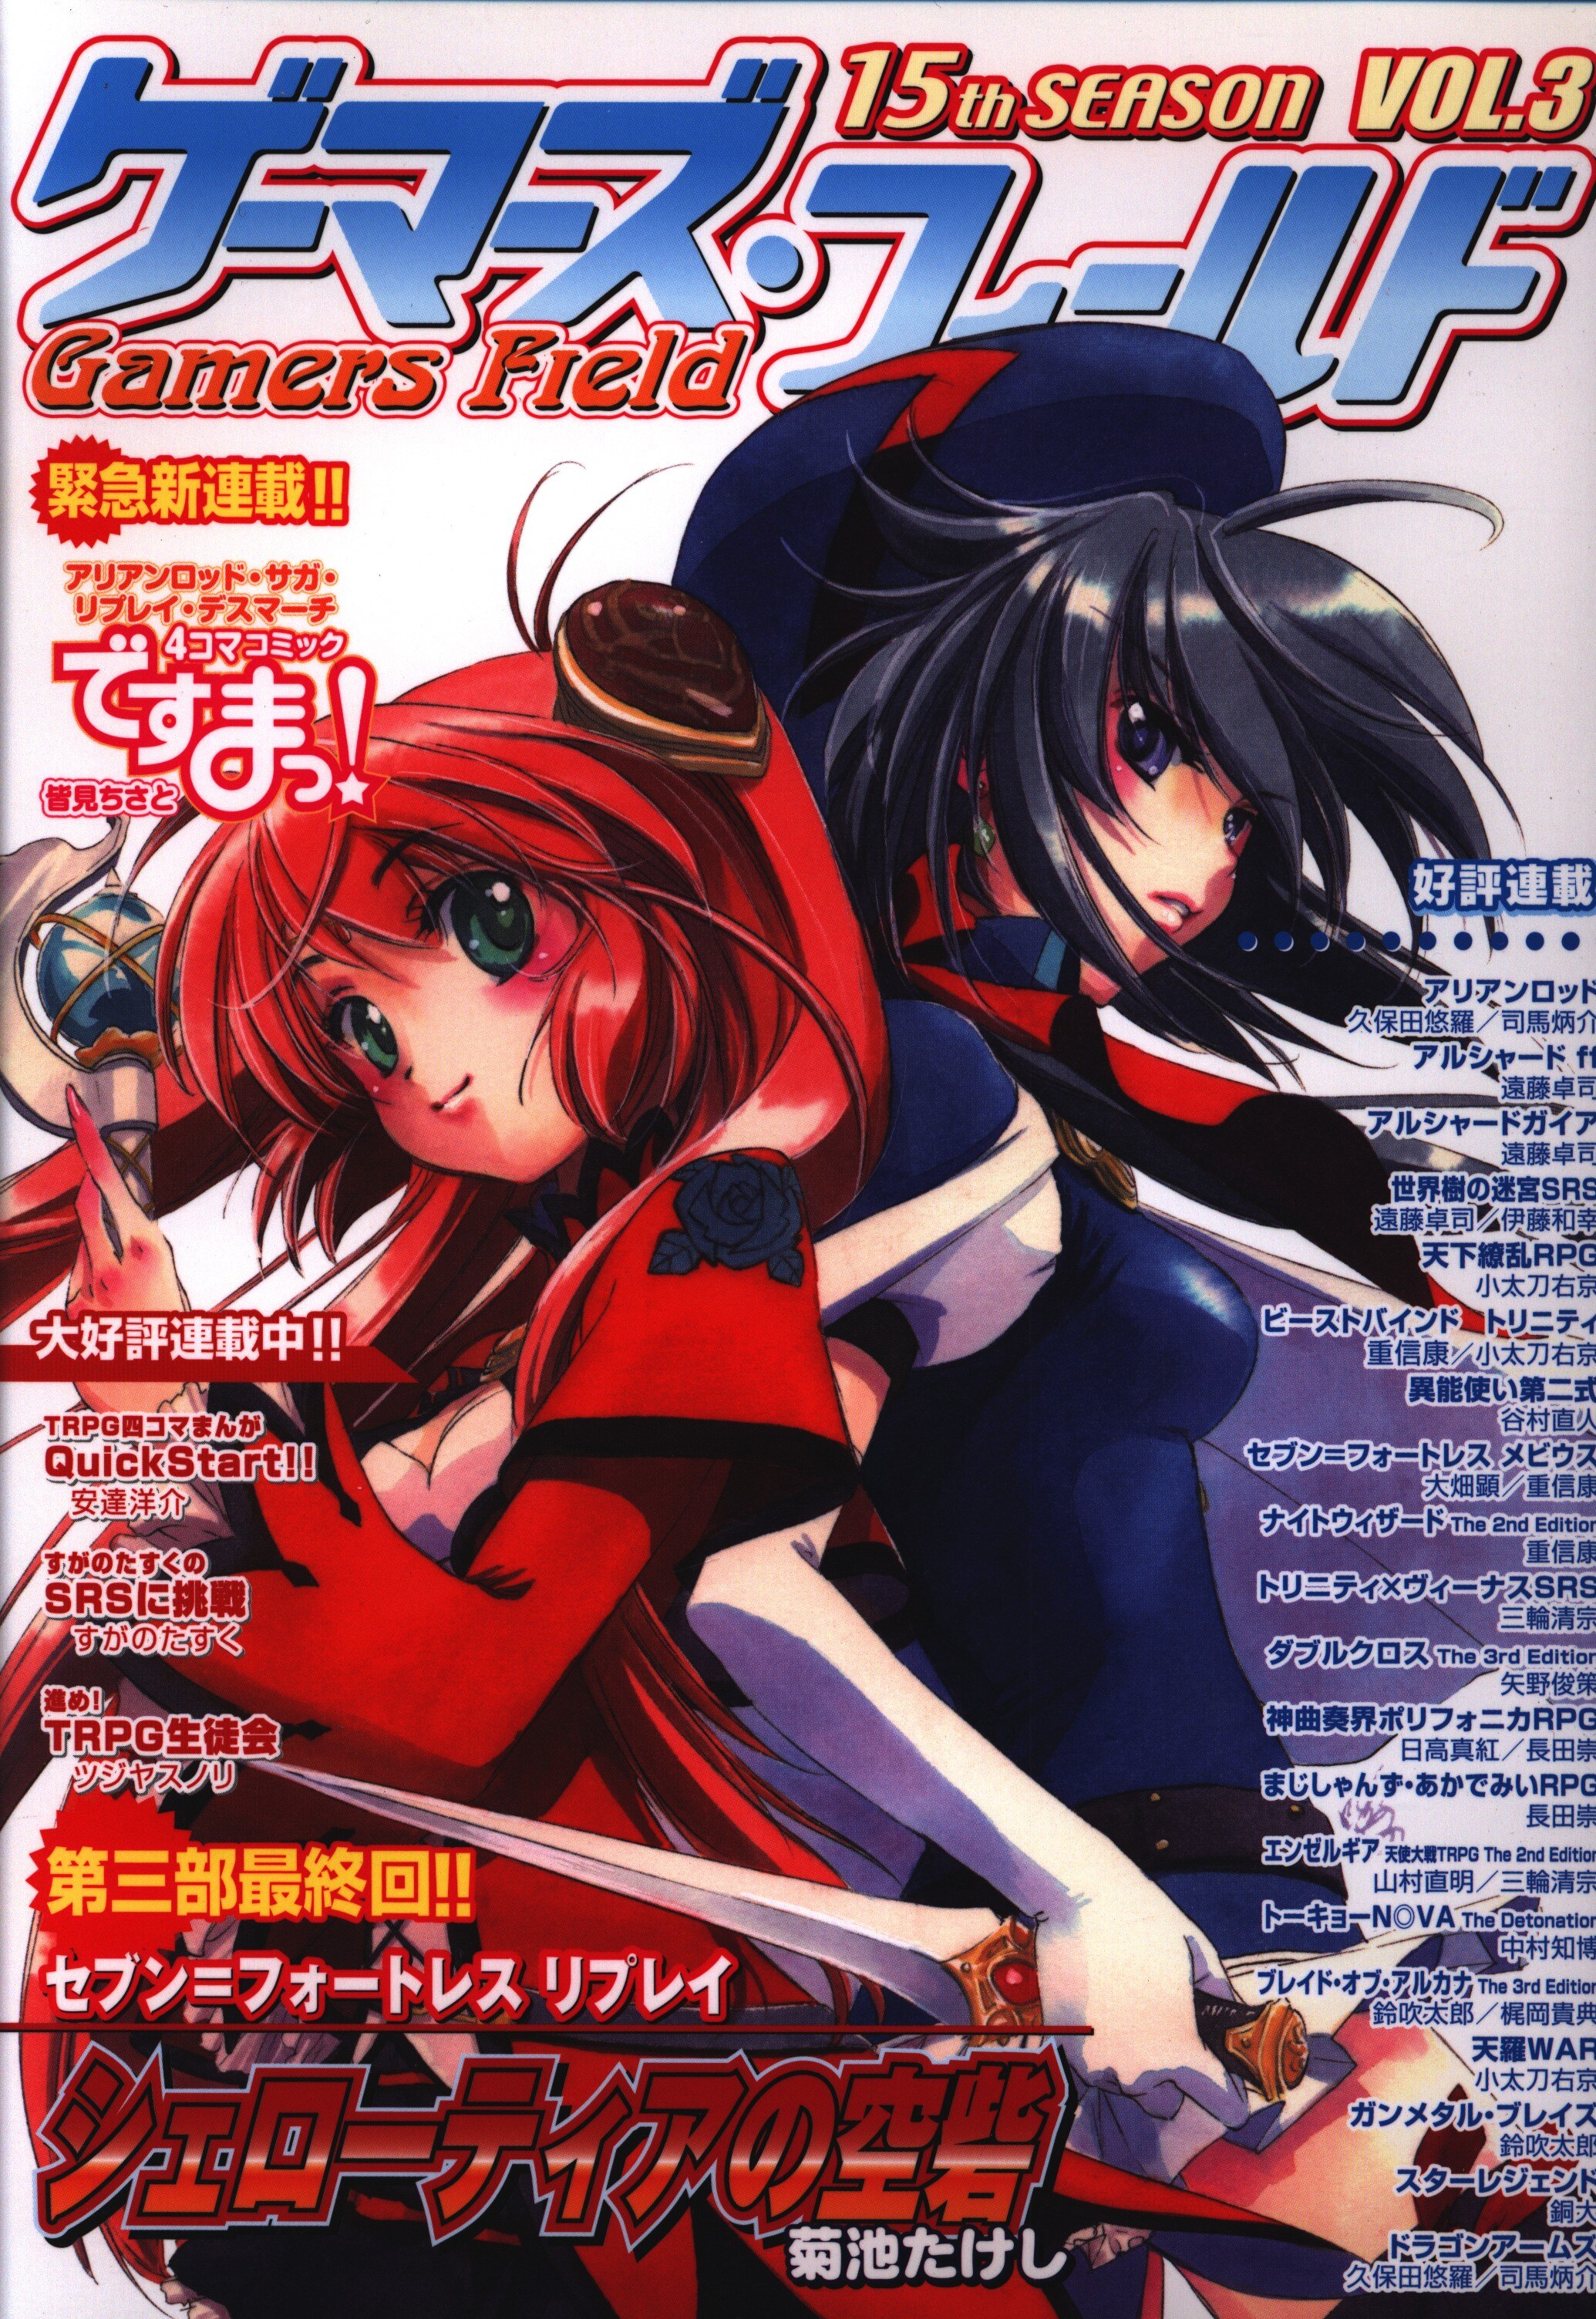 15th SEASON VOL.3
ゲーマーズ・フィールド
Gamers Field
緊急新連載!!
アリアンロッド・サガ・
リプレイ・デスマーチ
4コマコミック
ですまっ!
皆見ちさと
大好評連載中!!
TRPG四コマまんが
QuickStart!!
安達洋介
すがのたすくの
SRSに挑戦
すがのたすく
進め!
TRPG生徒会
ツジヤスノリ
第三部最終回!!
セブン=フォートレス リプレイ
シェローティアの空砦
菊池たけし
好評連載
アリアンロッド
久保田悠羅／司馬炳介
アルシャード ff
遠藤卓司
アルシャードガイア
遠藤卓司
世界樹の迷宮SRS
遠藤卓司／伊藤和幸
天下繚乱RPG
小太刀右京
ビーストバインド トリニティ
重信康／小太刀右京
異能使い第二式
谷村直人
セブン=フォートレス メビウス
大畑顕／重信康
ナイトウィザード The 2nd Edition
重信康
トリニティ×ヴィーナスSRS
三輪清宗
ダブルクロス The 3rd Edition
矢野俊策
神曲奏界ポリフォニカRPG
日高真紅／長田崇
まじしゃんず・あかでみいRPG
長田崇
エンゼルギア 天使大戦TRPG The 2nd Edition
山村直明／三輪清宗
トーキョーN◎VA The Detonation
中村知博
ブレイド・オブ・アルカナ The 3rd Edition
鈴吹太郎／梶岡貴典
天羅WAR
小太刀右京
ガンメタル・ブレイズ
鈴吹太郎
スターレジェンド
銅大
ドラゴンアームズ
久保田悠羅／司馬炳介